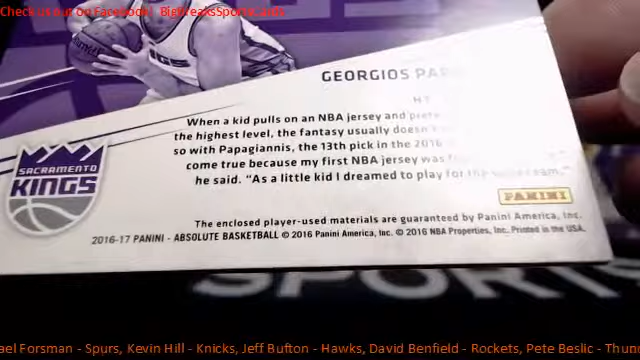 Check us out on Facebook! BigBreaksSportsCards
GEORGIOS
When a kid pulls on an NBA jersey and
the highest level, the fantasy usually
so with Papagiannis, the 13th pick in the 2016
come true because my first NBA jersey was
he said. "As a little kid I dreamed to play for the same team."
SACRAMENTO
KINGS
PANINI
The enclosed player-used materials are guaranteed by Panini America, Inc.
2016-17 PANINI - ABSOLUTE BASKETBALL © 2016 Panini America, Inc. © 2016 NBA Properties, Inc. Printed in the USA.
SPORTS
ael Forsman - Spurs, Kevin Hill - Knicks, Jeff Bufton - Hawks, David Benfield - Rockets, Pete Beslic - Thun